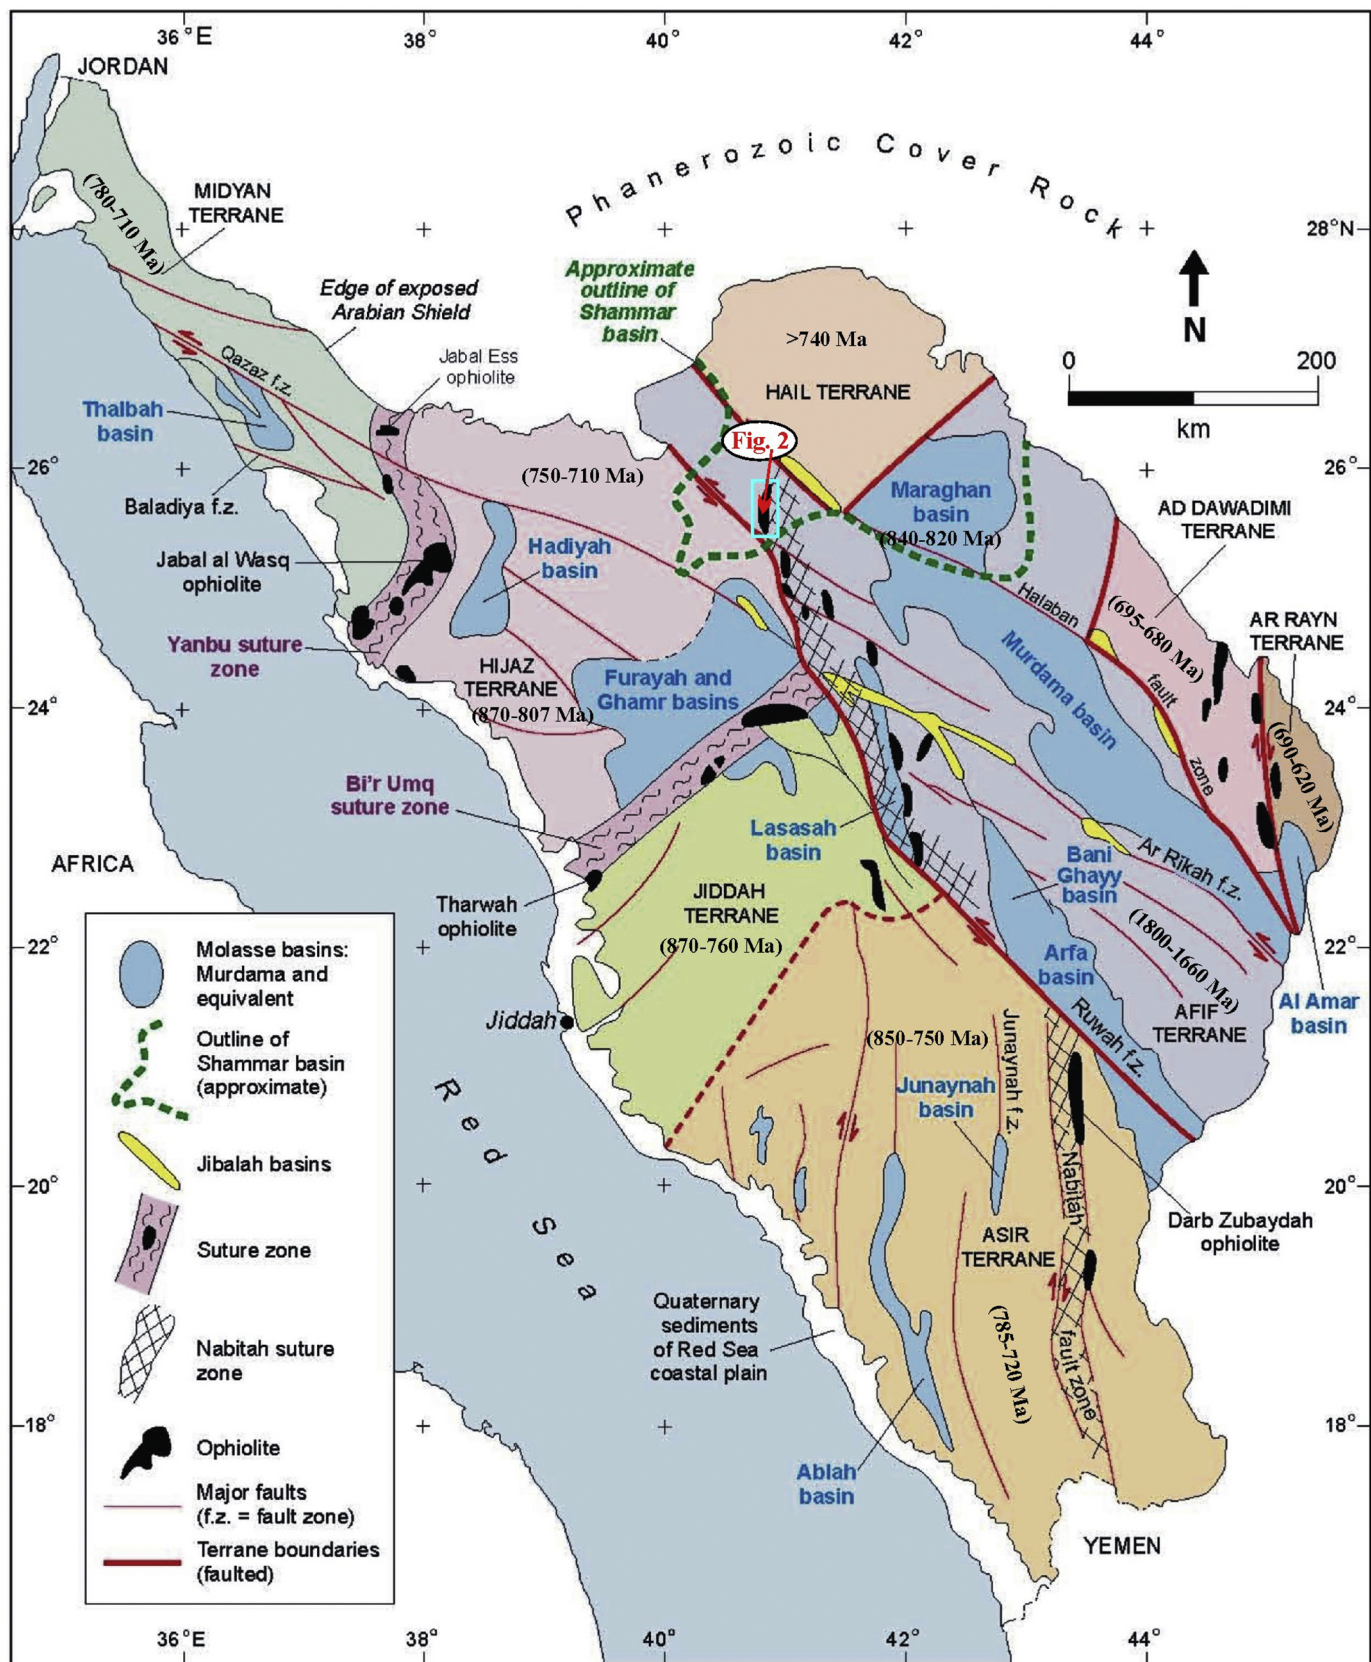 36°E
38°
40°
42°
44°
JORDAN
Phanerozoic Cover Rock
(780-710 Ma)
MIDYAN
TERRANE
28°N
Edge of exposed
Arabian Shield
Approximate
outline of
Shammar
basin
N
0
200
km
>740 Ma
HAIL TERRANE
Qazaz f.z.
Jabal Ess
ophiolite
Thalbah
basin
Fig. 2
26°
26°
(750-710 Ma)
Baladiya f.z.
Maraghan
basin
(840-820 Ma)
AD DAWADIMI
TERRANE
Jabal al Wasq
ophiolite
Hadiyah
basin
Halaban
fault
zone
(695-680 Ma)
AR RAYN
TERRANE
Yanbu suture
zone
HIJAZ
TERRANE
(870-807 Ma)
Furayah and
Ghamr basins
Murdama basin
24°
24°
(690-620 Ma)
Bi'r Umq
suture zone
Lasasah
basin
Bani
Ghayy
basin
Ar Rikah f.z.
AFRICA
Tharwah
ophiolite
JIDDAH
TERRANE
(870-760 Ma)
(1800-1660 Ma)
22°
22°
Arfa
basin
AFIF
TERRANE
Al Amar
basin
Jiddah
Ruwah f.z.
(850-750 Ma)
Junaynah f.z.
Junaynah
basin
Red Sea
Nabitah
fault zone
20°
20°
Darb Zubaydah
ophiolite
ASIR
TERRANE
(785-720 Ma)
Quaternary
sediments
of Red Sea
coastal plain
18°
18°
Ablah
basin
YEMEN
Molasse basins:
Murdama and
equivalent
Outline of
Shammar basin
(approximate)
Jibalah basins
Suture zone
Nabitah suture
zone
Ophiolite
Major faults
(f.z. = fault zone)
Terrane boundaries
(faulted)
36°E
38°
40°
42°
44°